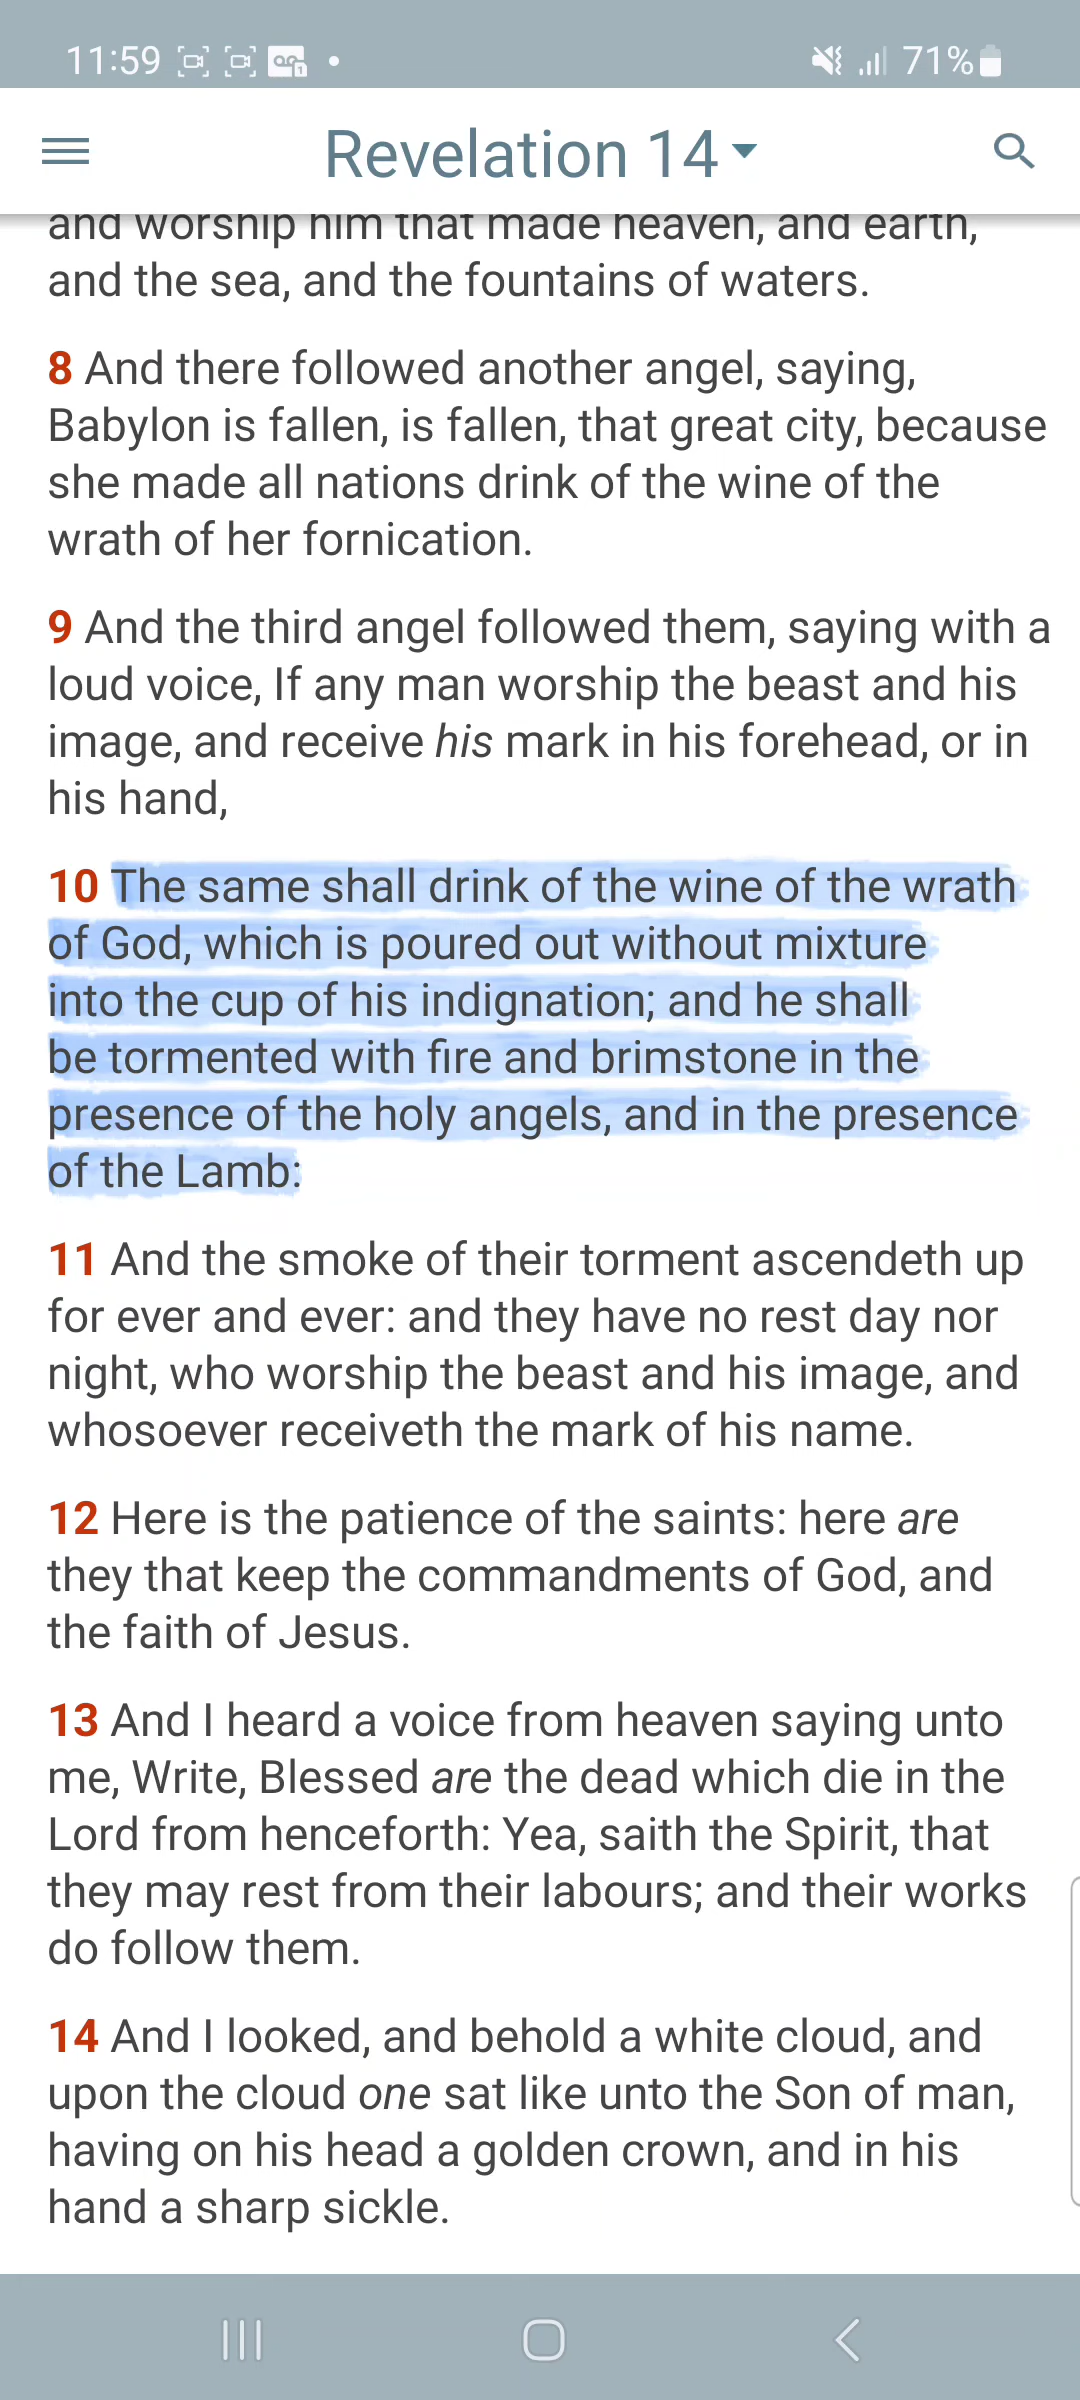 11:59
71%
Revelation 14
and worship him that made heaven, and earth,
and the sea, and the fountains of waters.
8 And there followed another angel, saying,
Babylon is fallen, is fallen, that great city, because
she made all nations drink of the wine of the
wrath of her fornication.
9 And the third angel followed them, saying with a
loud voice, If any man worship the beast and his
image, and receive his mark in his forehead, or in
his hand,
10 The same shall drink of the wine of the wrath
of God, which is poured out without mixture
into the cup of his indignation; and he shall
be tormented with fire and brimstone in the
presence of the holy angels, and in the presence
of the Lamb:
11 And the smoke of their torment ascendeth up
for ever and ever: and they have no rest day nor
night, who worship the beast and his image, and
whosoever receiveth the mark of his name.
12 Here is the patience of the saints: here are
they that keep the commandments of God, and
the faith of Jesus.
13 And I heard a voice from heaven saying unto
me, Write, Blessed are the dead which die in the
Lord from henceforth: Yea, saith the Spirit, that
they may rest from their labours; and their works
do follow them.
14 And I looked, and behold a white cloud, and
upon the cloud one sat like unto the Son of man,
having on his head a golden crown, and in his
hand a sharp sickle.